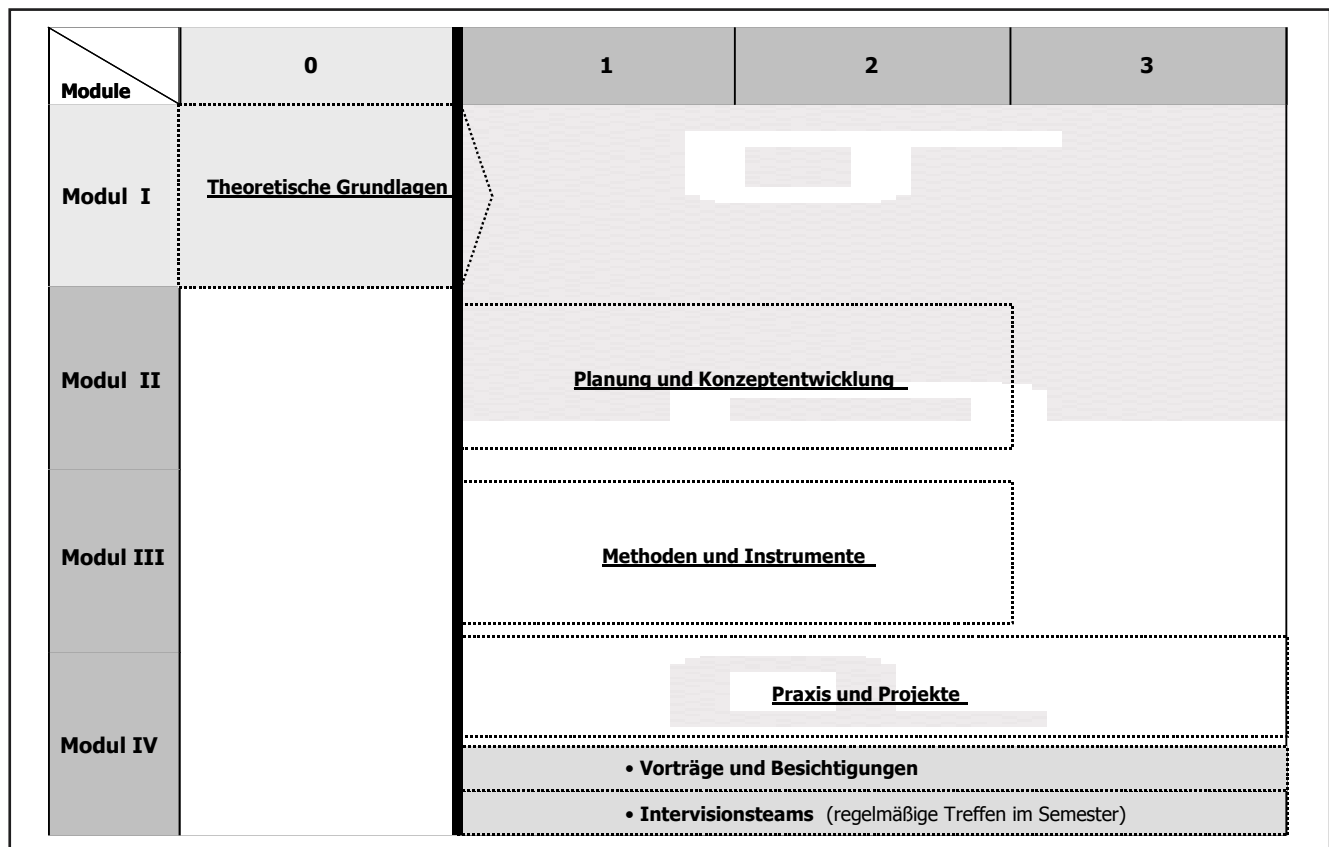 Module
0
1
2
3
Modul I
Theoretische Grundlagen
Modul II
Planung und Konzeptentwicklung
Modul III
Methoden und Instrumente
Modul IV
Praxis und Projekte
• Vorträge und Besichtigungen
• Intervisionsteams (regelmäßige Treffen im Semester)